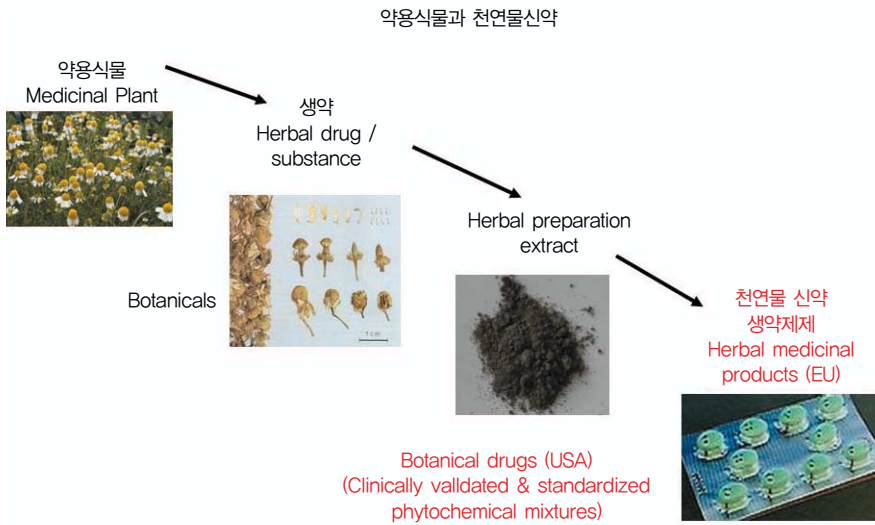 약용식물과 천연물신약
약용식물
Medicinal Plant
생약
Herbal drug /
substance
Herbal preparation
extract
Botanicals
1 cm
천연물 신약
생약제제
Herbal medicinal
products (EU)
Botanical drugs (USA)
(Clinically valldated & standardized
phytochemical mixtures)